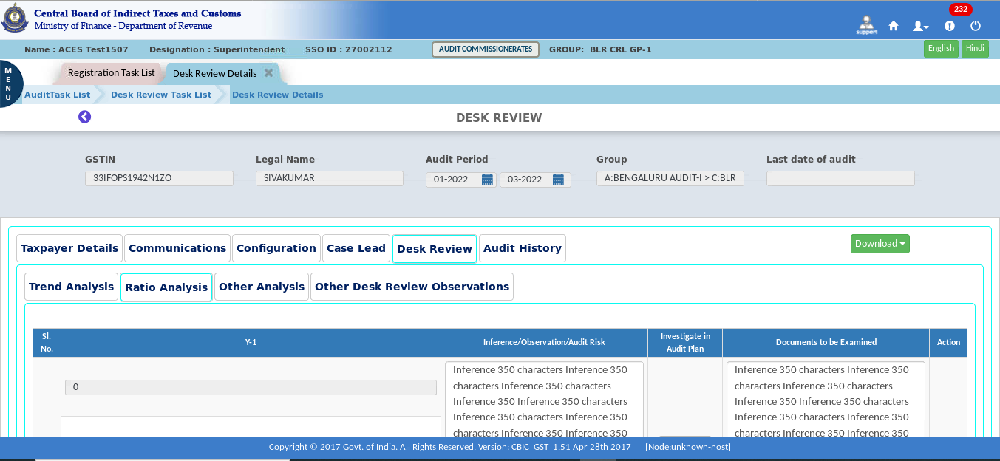 Central Board of Indirect Taxes and Customs
Ministry of Finance - Department of Revenue
232
support
Name : ACES Test1507 Designation : Superintendent SSO ID : 27002112 AUDIT COMMISSIONERATES GROUP: BLR CRL GP-1 English Hindi
MENU
Registration Task List Desk Review Details
AuditTask List Desk Review Task List Desk Review Details
DESK REVIEW
GSTIN Legal Name Audit Period Group Last date of audit
33IFOPS1942N1ZO SIVAKUMAR 01-2022 03-2022 A:BENGALURU AUDIT-I > C:BLR
Taxpayer Details Communications Configuration Case Lead Desk Review Audit History Download
Trend Analysis Ratio Analysis Other Analysis Other Desk Review Observations
Sl. No. Y-1 Inference/Observation/Audit Risk Investigate in Audit Plan Documents to be Examined Action
0
Inference 350 characters Inference 350
characters Inference 350 characters
Inference 350 Inference 350 characters
Inference 350 characters Inference 350
characters Inference 350 Inference 350
Inference 350 characters Inference 350
characters Inference 350 characters
Inference 350 Inference 350 characters
Inference 350 characters Inference 350
characters Inference 350 Inference 350
Copyright © 2017 Govt. of India. All Rights Reserved. Version: CBIC_GST_1.51 Apr 28th 2017 [Node:unknown-host]